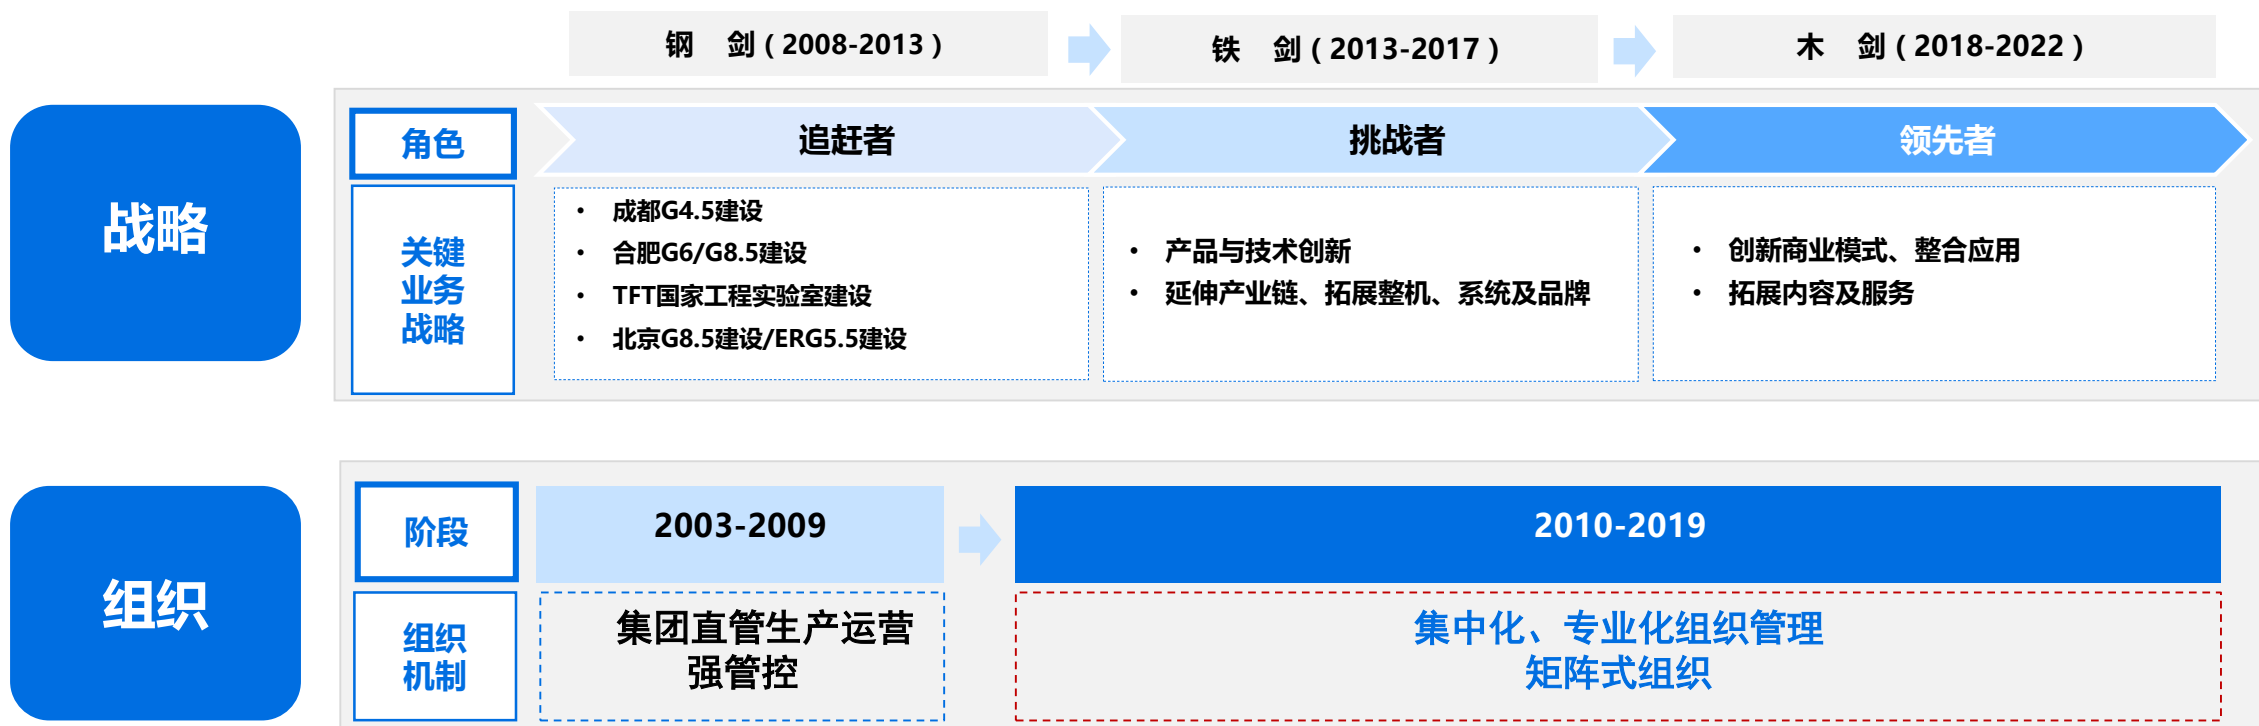 钢 剑（2008-2013）
铁 剑（2013-2017）
木 剑（2018-2022）
战略
角色
追赶者
挑战者
领先者
关键
业务
战略
• 成都G4.5建设
• 合肥G6/G8.5建设
• TFT国家工程实验室建设
• 北京G8.5建设/ERG5.5建设
• 产品与技术创新
• 延伸产业链、拓展整机、系统及品牌
• 创新商业模式、整合应用
• 拓展内容及服务
组织
阶段
2003-2009
2010-2019
组织
机制
集团直管生产运营
强管控
集中化、专业化组织管理
矩阵式组织